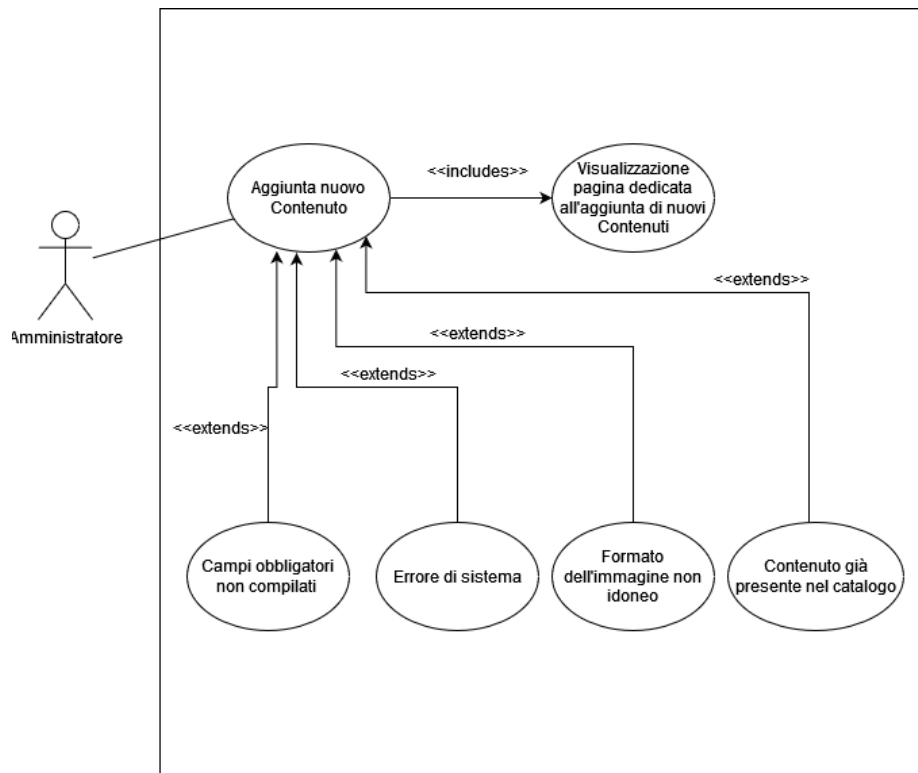 Aggiunta nuovo
Contenuto
<<includes>>
Visualizzazione
pagina dedicata
all'aggiunta di nuovi
Contenuti
Amministratore
<<extends>>
<<extends>>
<<extends>>
<<extends>>
Campi obbligatori
non compilati
Errore di sistema
Formato
dell'immagine non
idoneo
Contenuto già
presente nel catalogo